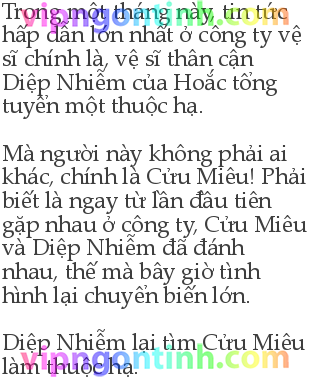 Trong một tháng này, tin tức
vipngontinh.com
hấp dẫn lớn nhất ở công ty vệ
sĩ chính là, vệ sĩ thân cận
Diệp Nhiễm của Hoắc tổng
tuyển một thuộc hạ.
Mà người này không phải ai
khác, chính là Cửu Miêu! Phải
biết là ngay từ lần đầu tiên
gặp nhau ở công ty, Cửu Miêu
và Diệp Nhiễm đã đánh
nhau, thế mà bây giờ tình
hình lại chuyển biến lớn.
Diệp Nhiễm lại tìm Cửu Miêu
làm thuộc hạ.
vipngontinh.com